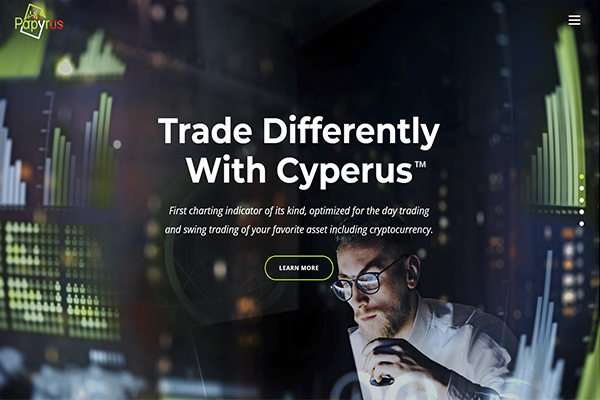 Papyrus
Trade Differently
With Cyperus™
First charting indicator of its kind, optimized for the day trading
and swing trading of your favorite asset including cryptocurrency.
LEARN MORE